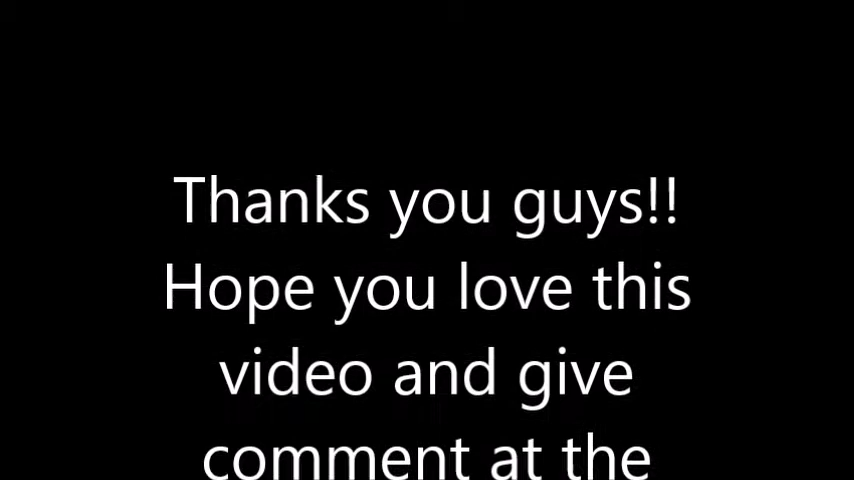 Thanks you guys!!
Hope you love this
video and give
comment at the